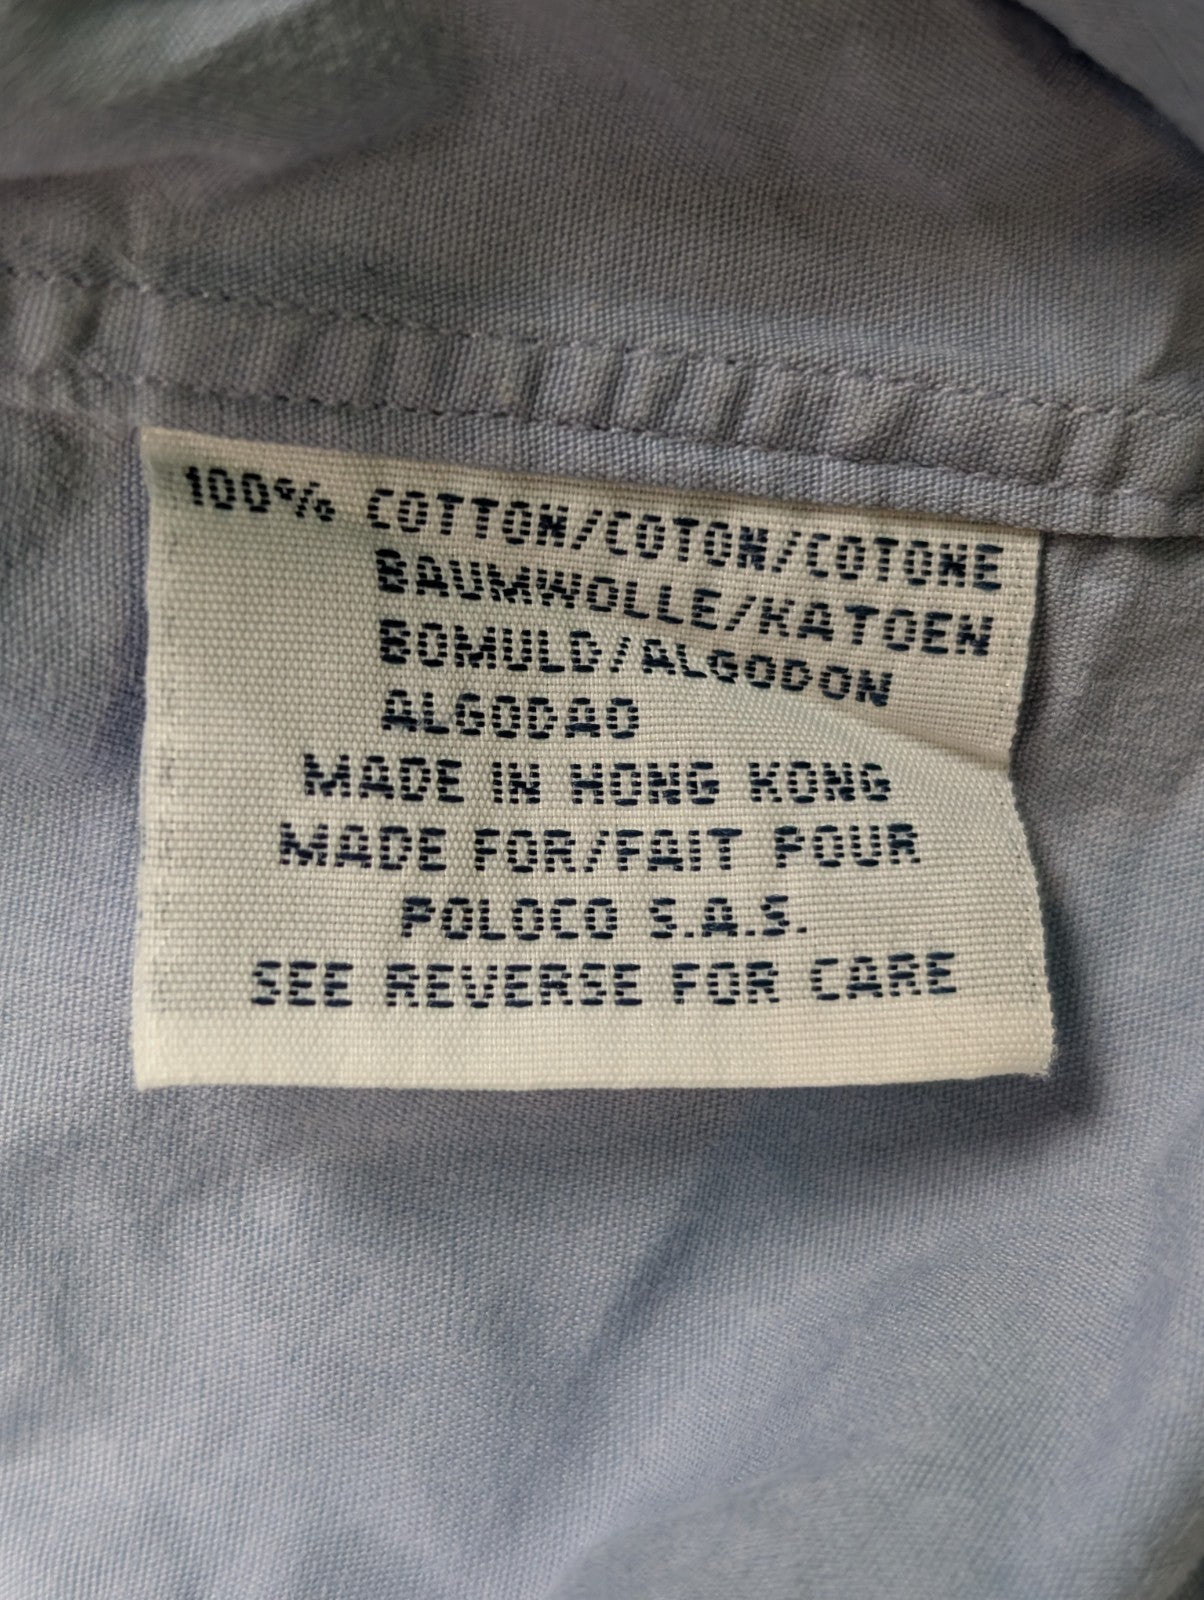 100% COTTON/COTON/COTONE
BAUMWOLLE/KATOEN
BOMULD/ALGODON
ALGODAO
MADE IN HONG KONG
MADE FOR/FAIT POUR
POLOCO S.A.S.
SEE REVERSE FOR CARE